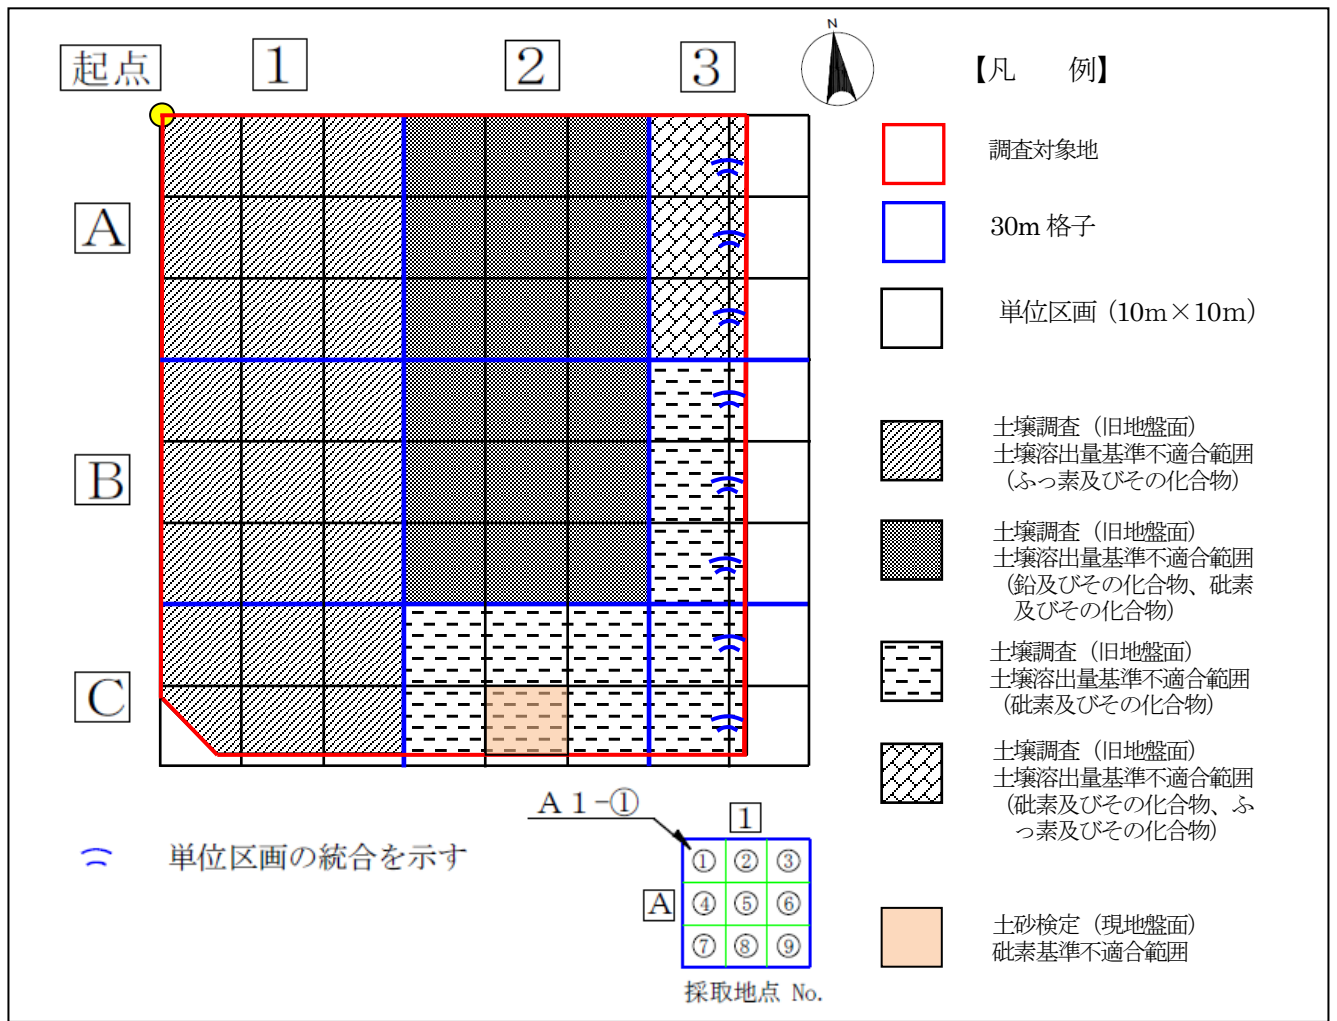 起点
1
2
3
N
【凡　例】
A
B
C
調査対象地
30m 格子
単位区画（10m×10m）
土壌調査（旧地盤面）
土壌溶出量基準不適合範囲
（ふっ素及びその化合物）
土壌調査（旧地盤面）
土壌溶出量基準不適合範囲
（鉛及びその化合物、砒素
及びその化合物）
土壌調査（旧地盤面）
土壌溶出量基準不適合範囲
（砒素及びその化合物）
土壌調査（旧地盤面）
土壌溶出量基準不適合範囲
（砒素及びその化合物、ふ
っ素及びその化合物）
土砂検定（現地盤面）
砒素基準不適合範囲
単位区画の統合を示す
A 1-①
1
A
① ② ③
④ ⑤ ⑥
⑦ ⑧ ⑨
採取地点 No.